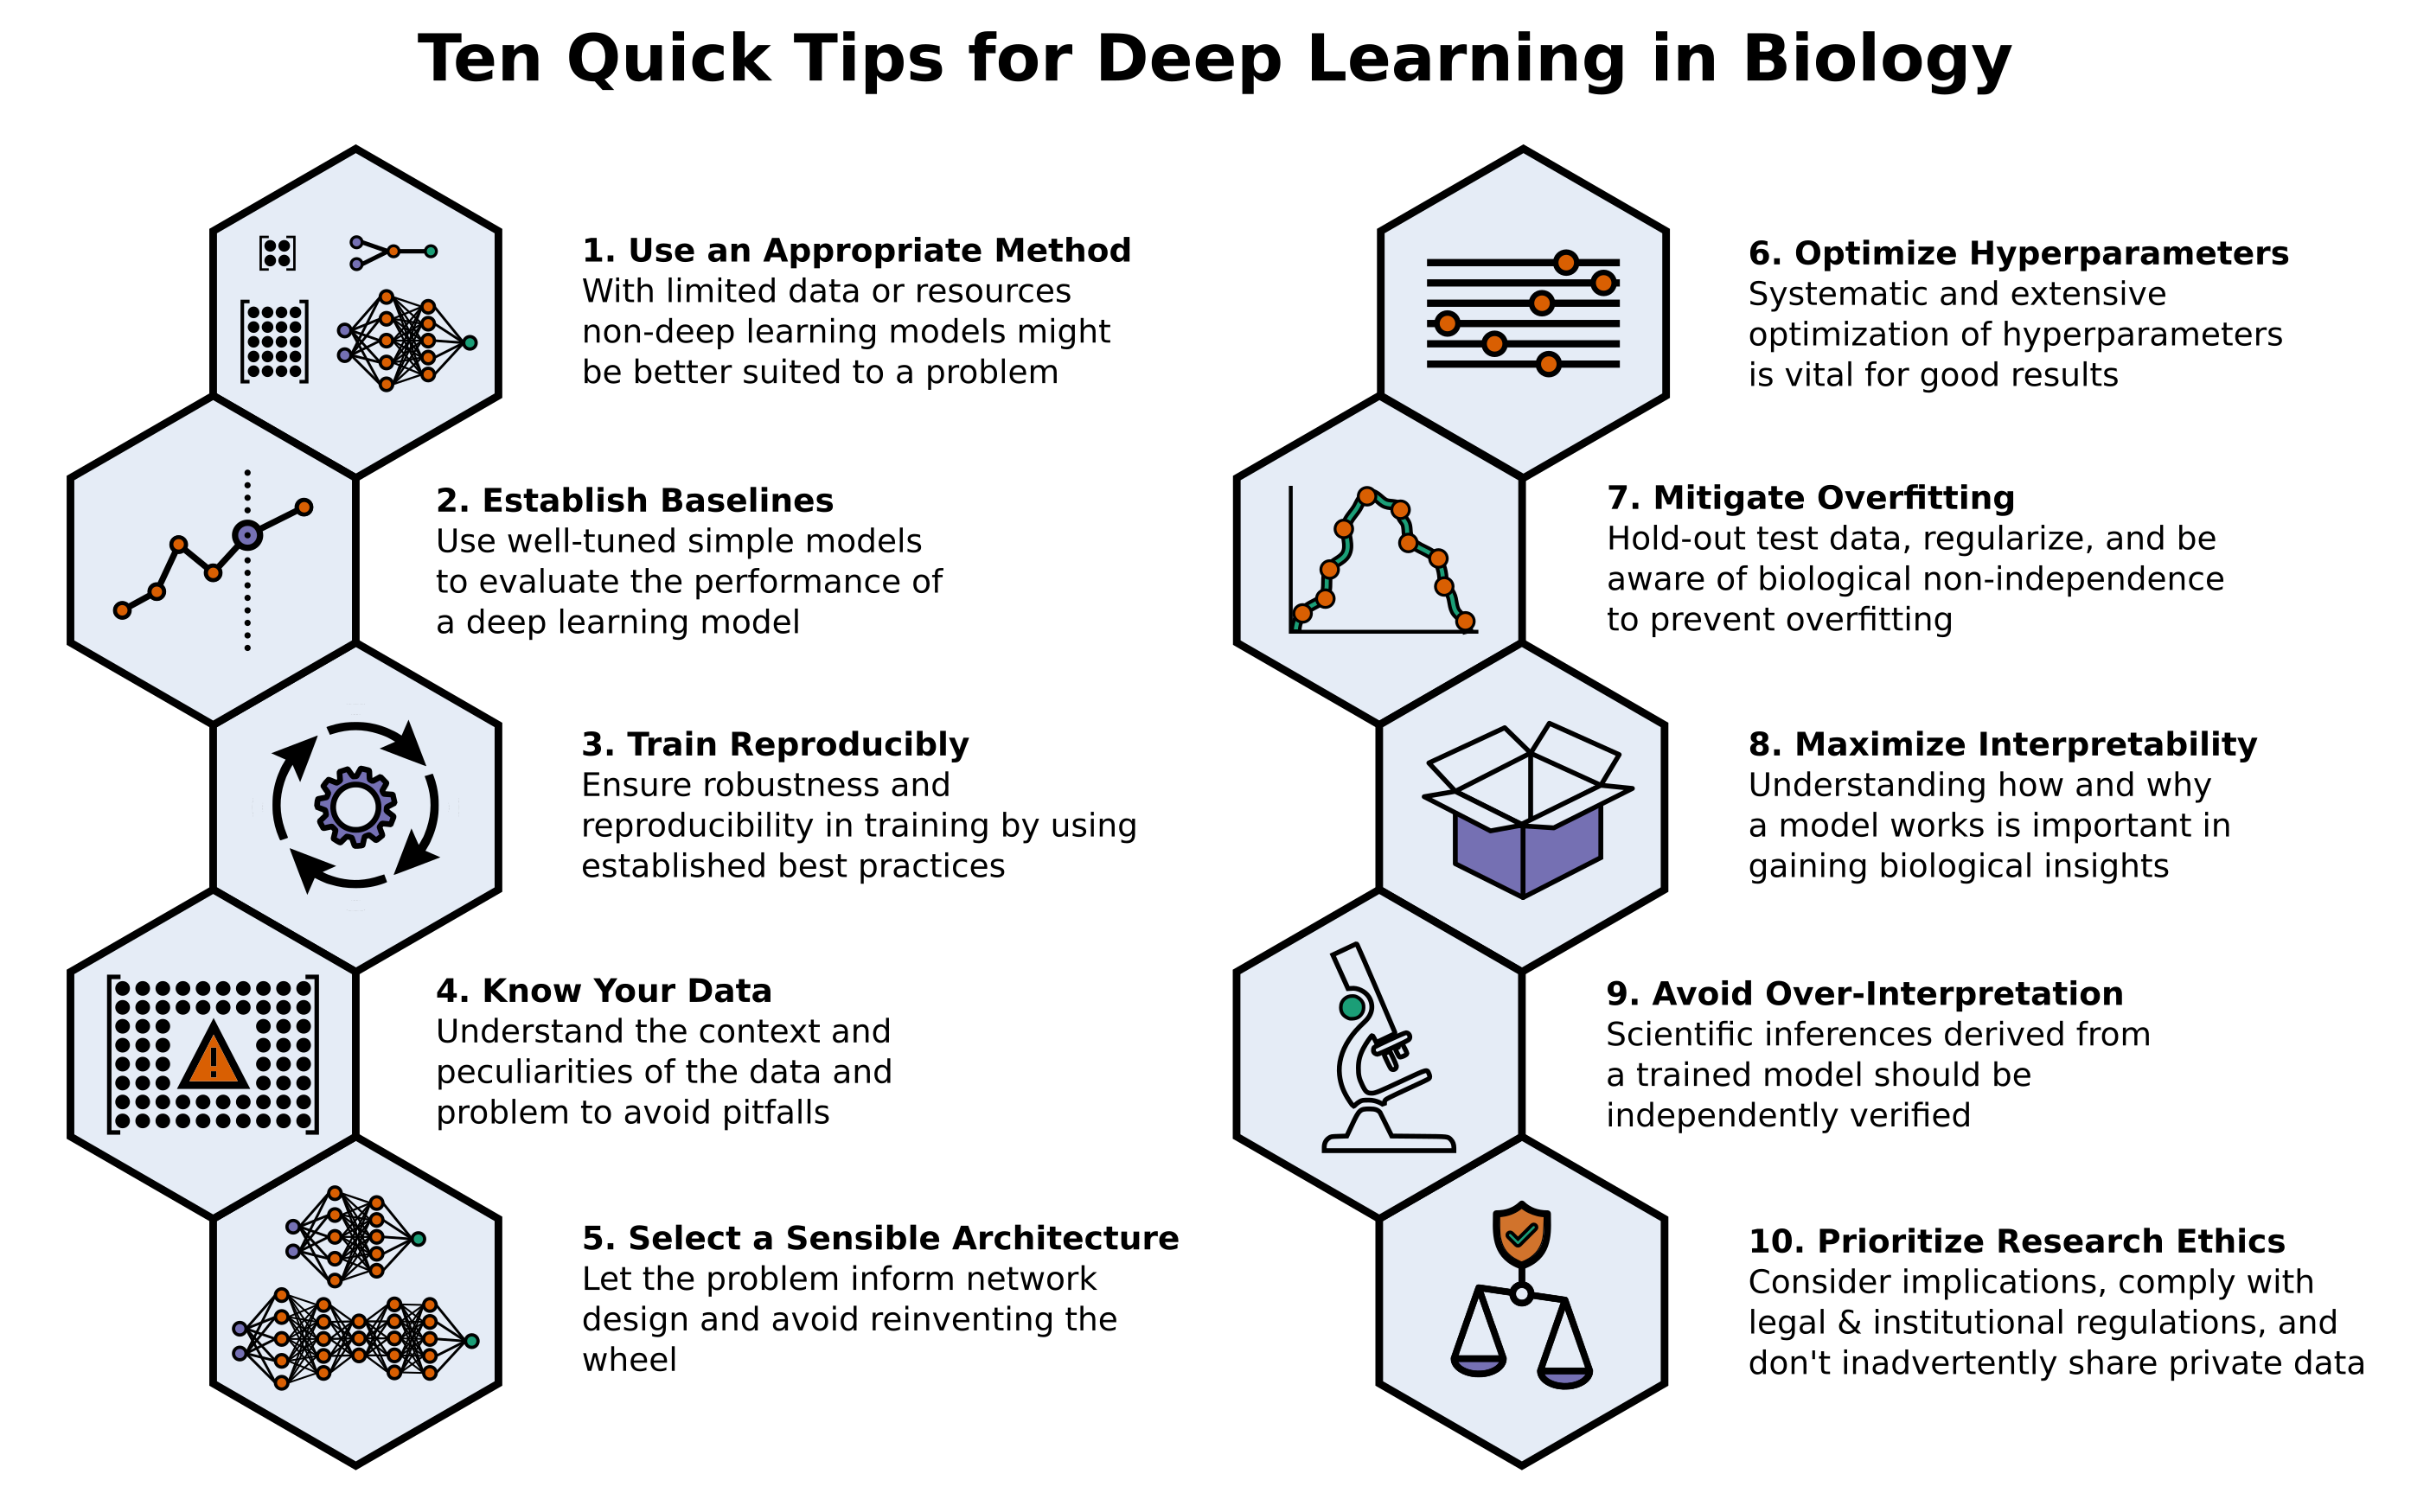 Ten Quick Tips for Deep Learning in Biology
1. Use an Appropriate Method
With limited data or resources
non-deep learning models might
be better suited to a problem
2. Establish Baselines
Use well-tuned simple models
to evaluate the performance of
a deep learning model
3. Train Reproducibly
Ensure robustness and
reproducibility in training by using
established best practices
4. Know Your Data
Understand the context and
peculiarities of the data and
problem to avoid pitfalls
5. Select a Sensible Architecture
Let the problem inform network
design and avoid reinventing the
wheel
6. Optimize Hyperparameters
Systematic and extensive
optimization of hyperparameters
is vital for good results
7. Mitigate Overfitting
Hold-out test data, regularize, and be
aware of biological non-independence
to prevent overfitting
8. Maximize Interpretability
Understanding how and why
a model works is important in
gaining biological insights
9. Avoid Over-Interpretation
Scientific inferences derived from
a trained model should be
independently verified
10. Prioritize Research Ethics
Consider implications, comply with
legal & institutional regulations, and
don't inadvertently share private data